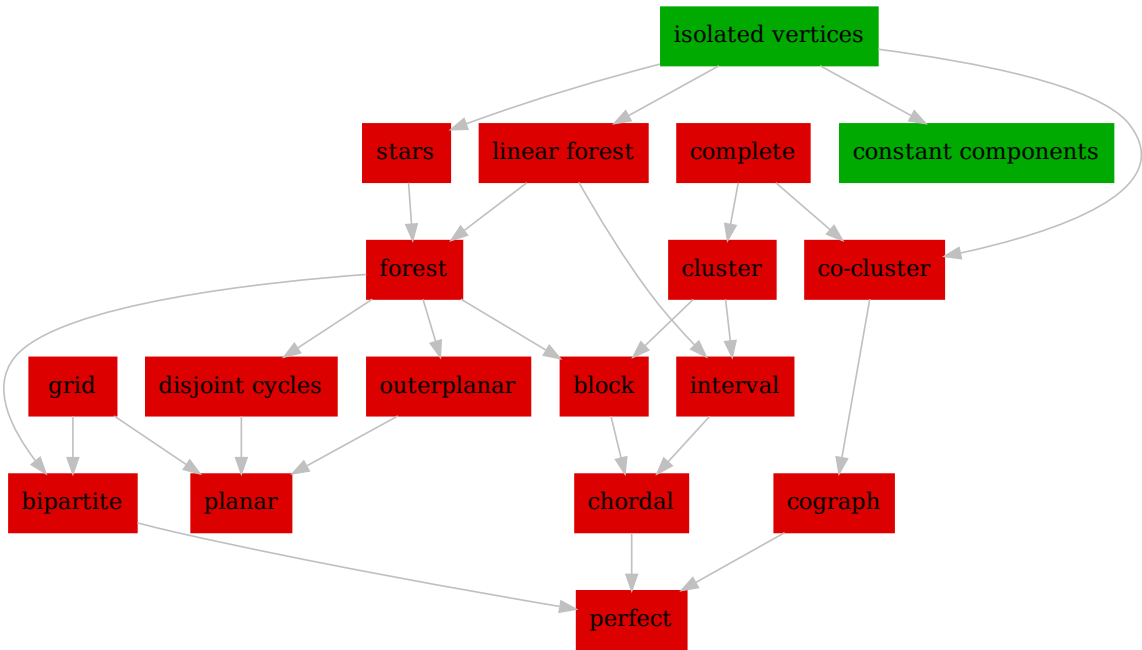 isolated vertices
stars
linear forest
complete
constant components
forest
cluster
co-cluster
grid
disjoint cycles
outerplanar
block
interval
bipartite
planar
chordal
cograph
perfect